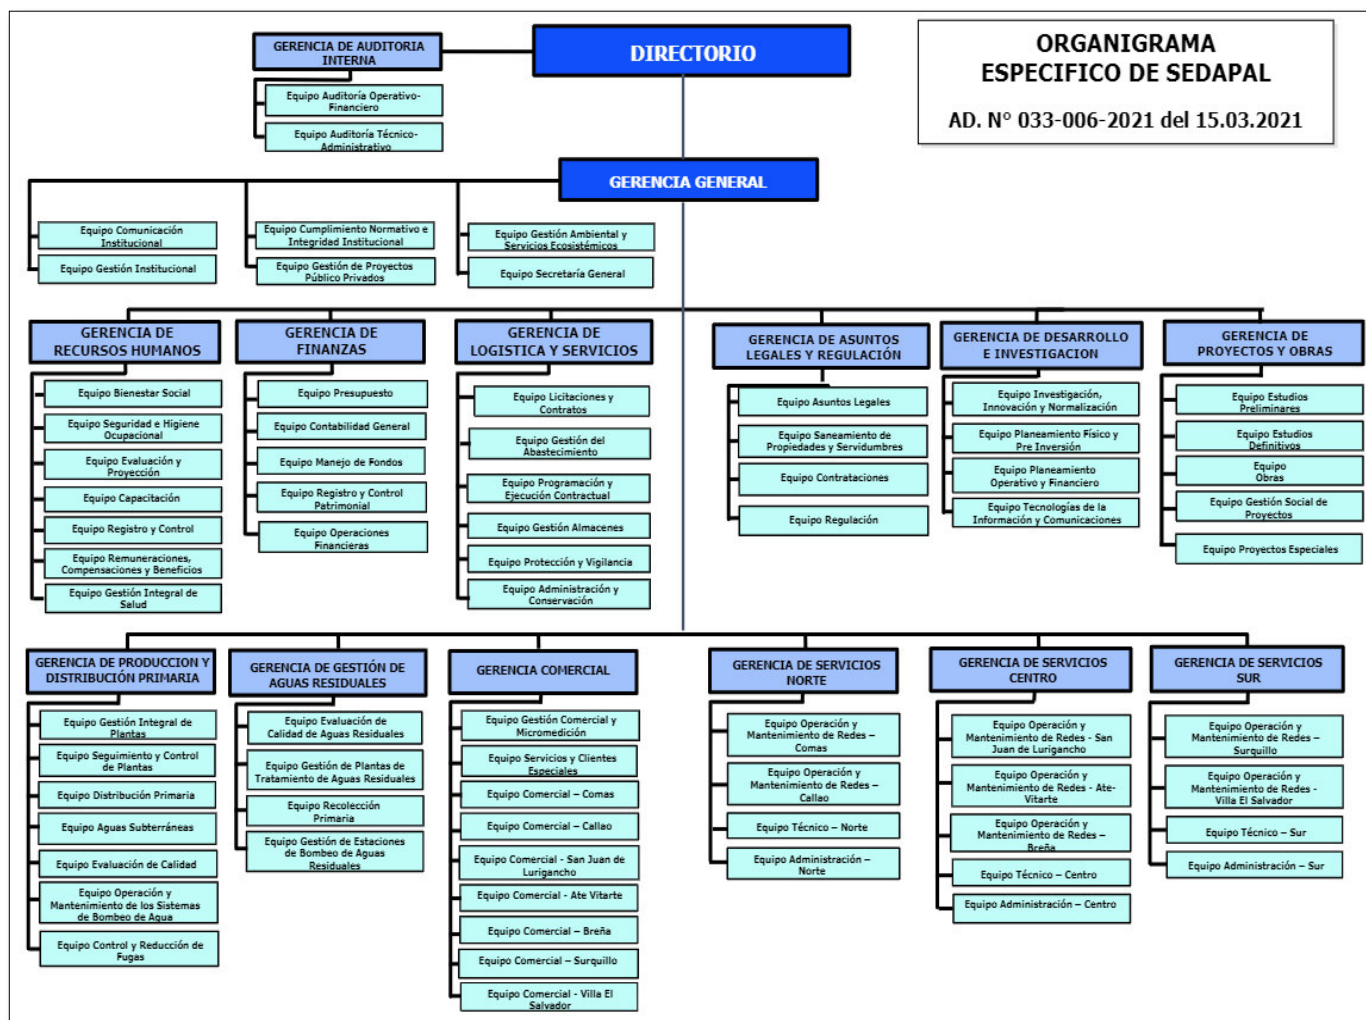 GERENCIA DE AUDITORIA
INTERNA
DIRECTORIO
ORGANIGRAMA
ESPECIFICO DE SEDAPAL
AD. N° 033-006-2021 del 15.03.2021
Equipo Auditoría Operativo-
Financiero
Equipo Auditoría Técnico-
Administrativo
GERENCIA GENERAL
Equipo Comunicación
Institucional
Equipo Gestión Institucional
Equipo Cumplimiento Normativo e
Integridad Institucional
Equipo Gestión de Proyectos
Público Privados
Equipo Gestión Ambiental y
Servicios Ecosistémicos
Equipo Secretaría General
GERENCIA DE
RECURSOS HUMANOS
Equipo Bienestar Social
Equipo Seguridad e Higiene
Ocupacional
Equipo Evaluación y
Proyección
Equipo Capacitación
Equipo Registro y Control
Equipo Remuneraciones,
Compensaciones y Beneficios
Equipo Gestión Integral de
Salud
GERENCIA DE
FINANZAS
Equipo Presupuesto
Equipo Contabilidad General
Equipo Manejo de Fondos
Equipo Registro y Control
Patrimonial
Equipo Operaciones
Financieras
GERENCIA DE
LOGISTICA Y SERVICIOS
Equipo Licitaciones y
Contratos
Equipo Gestión del
Abastecimiento
Equipo Programación y
Ejecución Contractual
Equipo Gestión Almacenes
Equipo Protección y Vigilancia
Equipo Administración y
Conservación
GERENCIA DE ASUNTOS
LEGALES Y REGULACIÓN
Equipo Asuntos Legales
Equipo Saneamiento de
Propiedades y Servidumbres
Equipo Contrataciones
Equipo Regulación
GERENCIA DE DESARROLLO
E INVESTIGACION
Equipo Investigación,
Innovación y Normalización
Equipo Planeamiento Físico y
Pre Inversión
Equipo Planeamiento
Operativo y Financiero
Equipo Tecnologías de la
Información y Comunicaciones
GERENCIA DE
PROYECTOS Y OBRAS
Equipo Estudios
Preliminares
Equipo Estudios
Definitivos
Equipo
Obras
Equipo Gestión Social de
Proyectos
Equipo Proyectos Especiales
GERENCIA DE PRODUCCION Y
DISTRIBUCIÓN PRIMARIA
Equipo Gestión Integral de
Plantas
Equipo Seguimiento y Control
de Plantas
Equipo Distribución Primaria
Equipo Aguas Subterráneas
Equipo Evaluación de Calidad
Equipo Operación y
Mantenimiento de los Sistemas
de Bombeo de Agua
Equipo Control y Reducción de
Fugas
GERENCIA DE GESTIÓN DE
AGUAS RESIDUALES
Equipo Evaluación de
Calidad de Aguas Residuales
Equipo Gestión de Plantas de
Tratamiento de Aguas Residuales
Equipo Recolección
Primaria
Equipo Gestión de Estaciones
de Bombeo de Aguas
Residuales
GERENCIA COMERCIAL
Equipo Gestión Comercial y
Micromedición
Equipo Servicios y Clientes
Especiales
Equipo Comercial – Comas
Equipo Comercial – Callao
Equipo Comercial - San Juan de
Lurigancho
Equipo Comercial - Ate Vitarte
Equipo Comercial – Breña
Equipo Comercial – Surquillo
Equipo Comercial - Villa El
Salvador
GERENCIA DE SERVICIOS
NORTE
Equipo Operación y
Mantenimiento de Redes –
Comas
Equipo Operación y
Mantenimiento de Redes –
Callao
Equipo Técnico – Norte
Equipo Administración –
Norte
GERENCIA DE SERVICIOS
CENTRO
Equipo Operación y
Mantenimiento de Redes - San
Juan de Lurigancho
Equipo Operación y
Mantenimiento de Redes - Ate-
Vitarte
Equipo Operación y
Mantenimiento de Redes –
Breña
Equipo Técnico – Centro
Equipo Administración – Centro
GERENCIA DE SERVICIOS
SUR
Equipo Operación y
Mantenimiento de Redes –
Surquillo
Equipo Operación y
Mantenimiento de Redes -
Villa El Salvador
Equipo Técnico – Sur
Equipo Administración – Sur